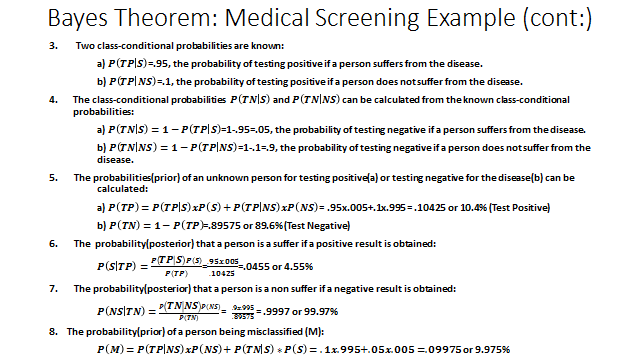 Bayes Theorem: Medical Screening Example (cont:)
3. Two class-conditional probabilities are known:
a) P(TP|S)=.95, the probability of testing positive if a person suffers from the disease.
b) P(TP|NS)=.1, the probability of testing positive if a person does not suffer from the disease.
4. The class-conditional probabilities P(TN|S) and P(TN|NS) can be calculated from the known class-conditional
probabilities:
a) P(TN|S) = 1 − P(TP|S)=1-.95=.05, the probability of testing negative if a person suffers from the disease.
b) P(TN|NS) = 1 − P(TP|NS)=1-.1=.9, the probability of testing negative if a person does not suffer from the
disease.
5. The probabilities(prior) of an unknown person for testing positive(a) or testing negative for the disease(b) can be
calculated:
a) P(TP) = P(TP|S)xP(S) + P(TP|NS)xP(NS)= .95x.005+.1x.995=.10425 or 10.4% (Test Positive)
b) P(TN) = 1 − P(TP)=.89575 or 89.6% (Test Negative)
6. The probability(posterior) that a person is a suffer if a positive result is obtained:
P(S|TP) = P(TP|S)P(S)/P(TP) = .95x.005/.10425 =.0455 or 4.55%
7. The probability(posterior) that a person is a non suffer if a negative result is obtained:
P(NS|TN) = P(TN|NS)P(NS)/P(TN) = .9x.995/.89575 = .9997 or 99.97%
8. The probability(prior) of a person being misclassified (M):
P(M) = P(TP|NS)xP(NS)+ P(TN|S) * P(S) = .1x.995+.05x.005 =.09975 or 9.975%